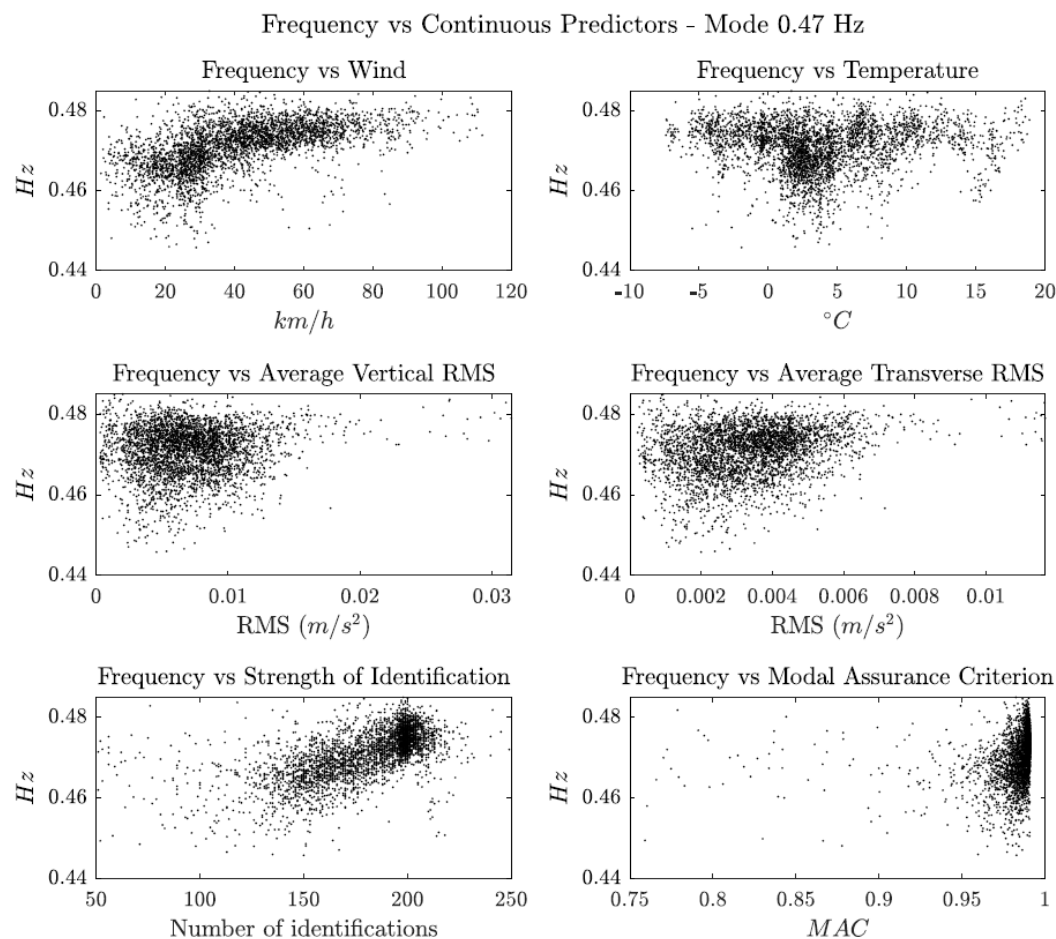 Frequency vs Continuous Predictors - Mode 0.47 Hz
Frequency vs Wind
0.48
0.46
0.44
Hz
0 20 40 60 80 100 120
km/h
Frequency vs Temperature
0.48
0.46
0.44
Hz
-10 -5 0 5 10 15 20
°C
Frequency vs Average Vertical RMS
0.48
0.46
0.44
Hz
0 0.01 0.02 0.03
RMS (m/s²)
Frequency vs Average Transverse RMS
0.48
0.46
0.44
Hz
0 0.002 0.004 0.006 0.008 0.01
RMS (m/s²)
Frequency vs Strength of Identification
0.48
0.46
0.44
Hz
50 100 150 200 250
Number of identifications
Frequency vs Modal Assurance Criterion
0.48
0.46
0.44
Hz
0.75 0.8 0.85 0.9 0.95 1
MAC